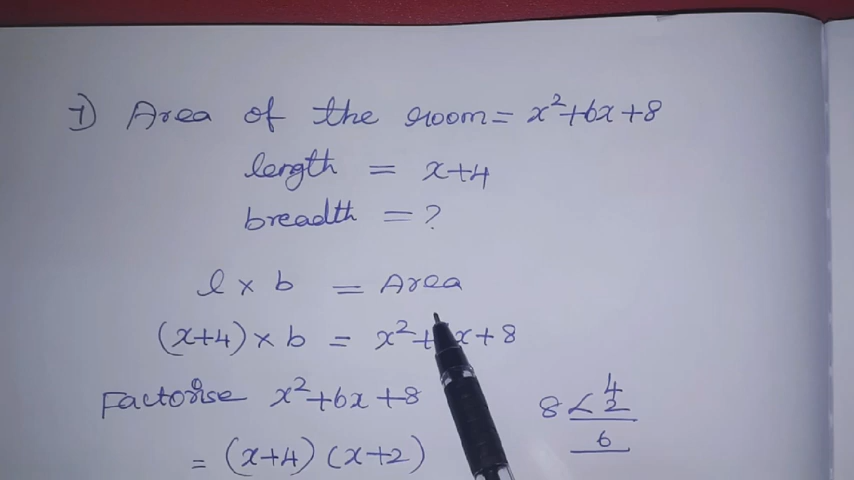 1) Area of the room = x²+6x+8
length = x+4
breadth = ?
l × b = Area
(x+4) × b = x²+ x+8
Factorise x²+6x+8
= (x+4) (x+2)
8 < 4
2
6